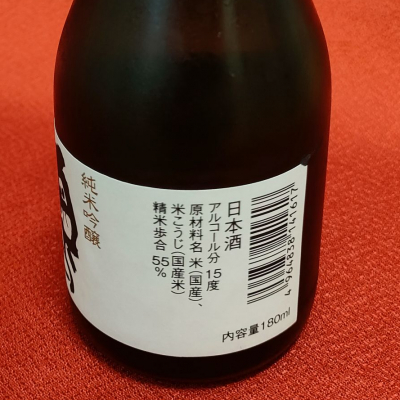 純米吟醸
日本酒
アルコール分 15度
原材料名 米(国産)、
米こうじ(国産米)
精米歩合 55%
4964838141617
内容量180ml